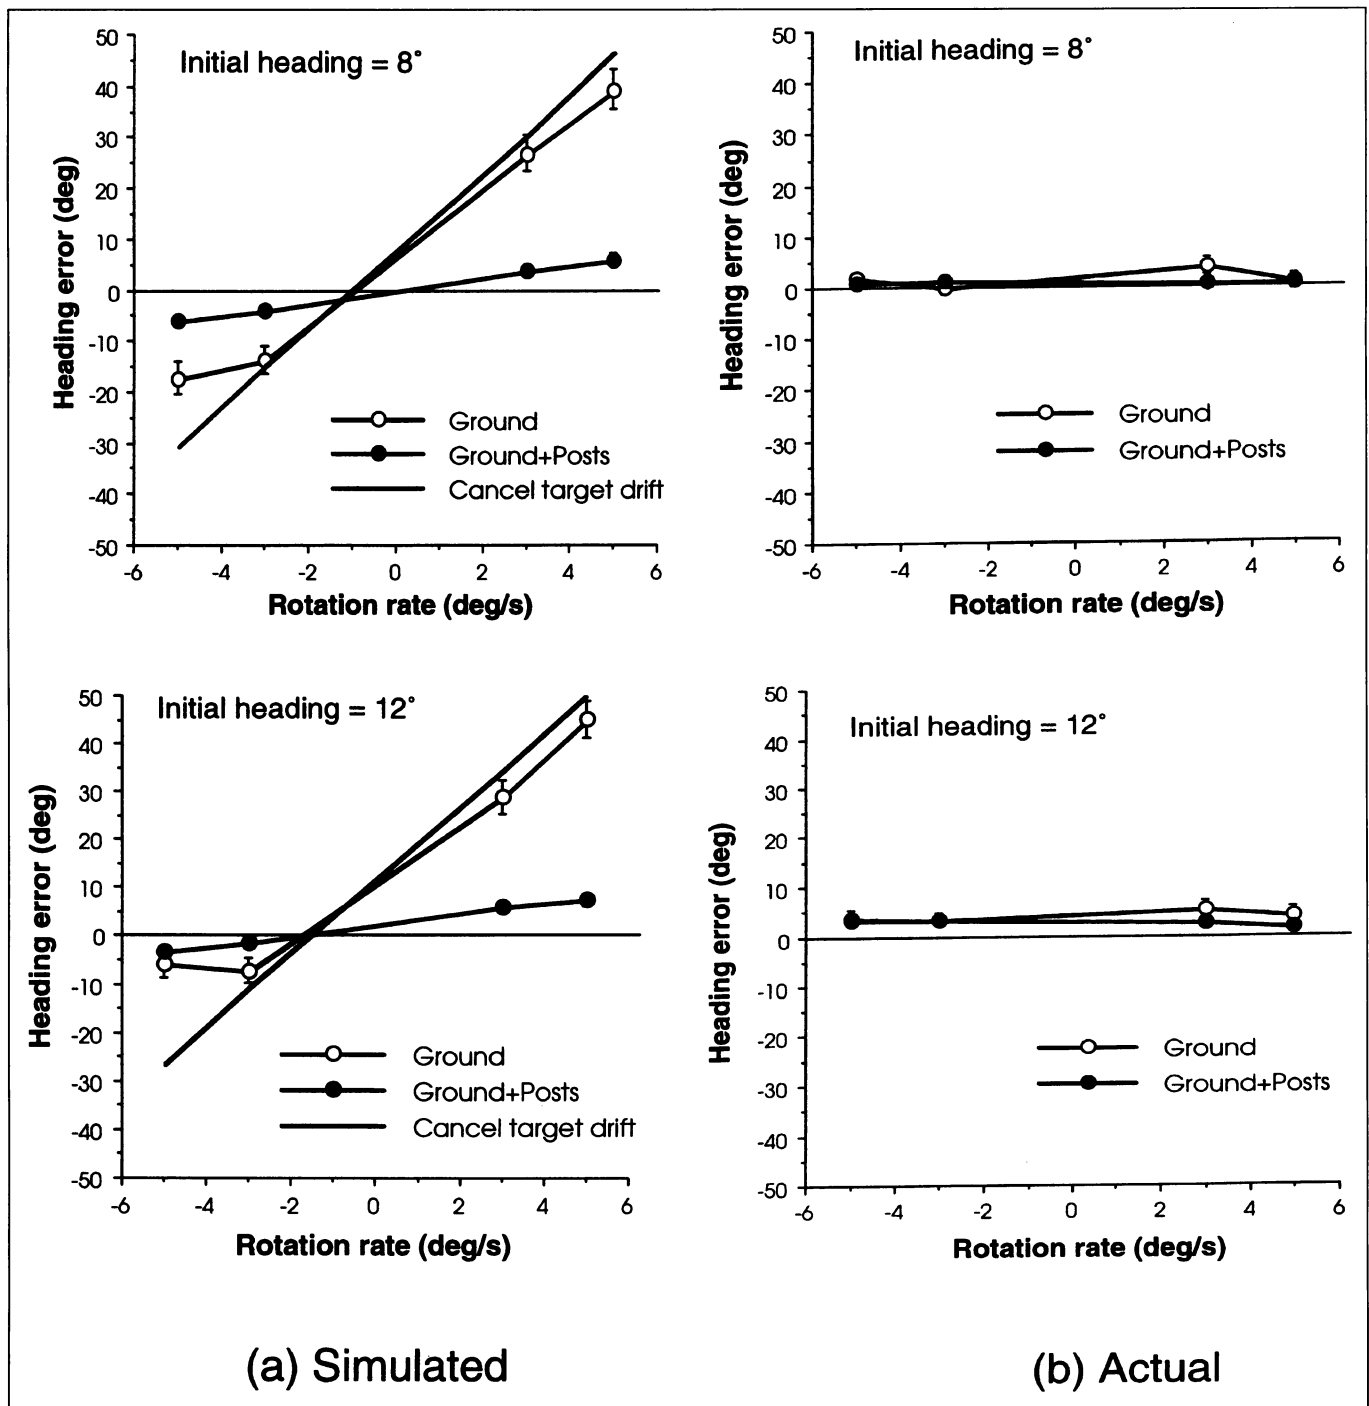 Initial heading = 8°
50
40
30
20
10
0
-10
-20
-30
-40
-50
Heading error (deg)
Ground
Ground+Posts
Cancel target drift
-6 -4 -2 0 2 4 6
Rotation rate (deg/s)
Initial heading = 8°
50
40
30
20
10
0
-10
-20
-30
-40
-50
Heading error (deg)
Ground
Ground+Posts
-6 -4 -2 0 2 4 6
Rotation rate (deg/s)
Initial heading = 12°
50
40
30
20
10
0
-10
-20
-30
-40
-50
Heading error (deg)
Ground
Ground+Posts
Cancel target drift
-6 -4 -2 0 2 4 6
Rotation rate (deg/s)
Initial heading = 12°
50
40
30
20
10
0
-10
-20
-30
-40
-50
Heading error (deg)
Ground
Ground+Posts
-6 -4 -2 0 2 4 6
Rotation rate (deg/s)
(a) Simulated
(b) Actual